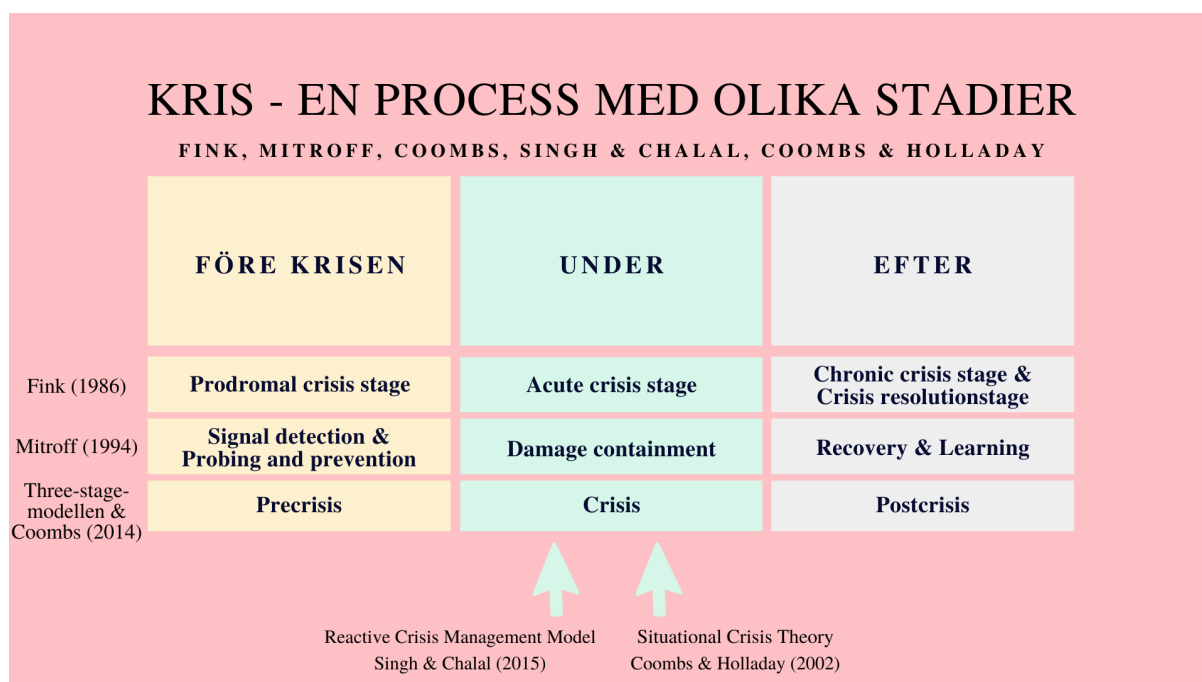 KRIS - EN PROCESS MED OLIKA STADIER
FINK, MITROFF, COOMBS, SINGH & CHALAL, COOMBS & HOLLADAY
FÖRE KRISEN
UNDER
EFTER
Fink (1986)
Prodromal crisis stage
Acute crisis stage
Chronic crisis stage &
Crisis resolutionstage
Mitroff (1994)
Signal detection &
Probing and prevention
Damage containment
Recovery & Learning
Three-stage-
modellen &
Coombs (2014)
Precrisis
Crisis
Postcrisis
Reactive Crisis Management Model
Singh & Chalal (2015)
Situational Crisis Theory
Coombs & Holladay (2002)